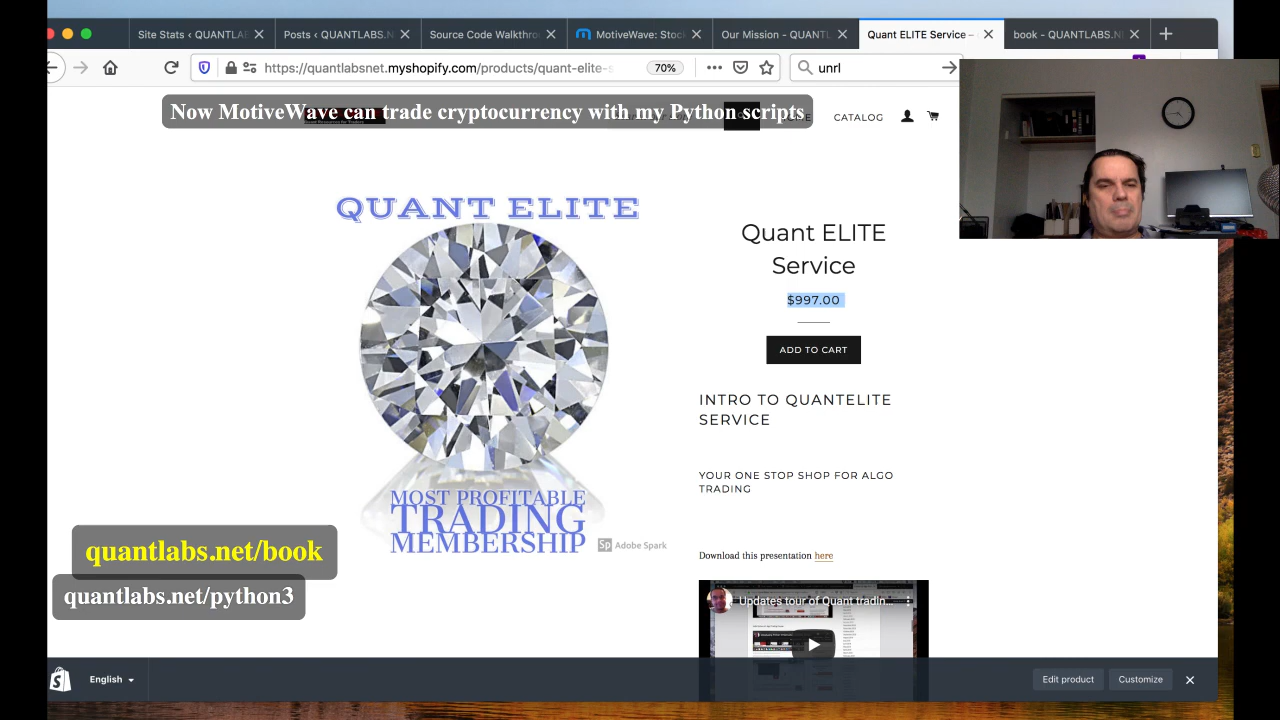 Site Stats ‹ QUANTLAB
Posts ‹ QUANTLABS.N
Source Code Walkthro
MotiveWave: Stoc
Our Mission - QUANTL
Quant ELITE Service –
book - QUANTLABS.NE
https://quantlabsnet.myshopify.com/products/quant-elite-s
70%
unrl
Now MotiveWave can trade cryptocurrency with my Python scripts
HOME
CATALOG
QUANT ELITE
Quant ELITE
Service
$997.00
ADD TO CART
INTRO TO QUANTELITE
SERVICE
YOUR ONE STOP SHOP FOR ALGO
TRADING
MOST PROFITABLE
TRADING
MEMBERSHIP
Sp Adobe Spark
quantlabs.net/book
quantlabs.net/python3
Download this presentation here
Updates tour of Quant tradin...
English
Edit product
Customize